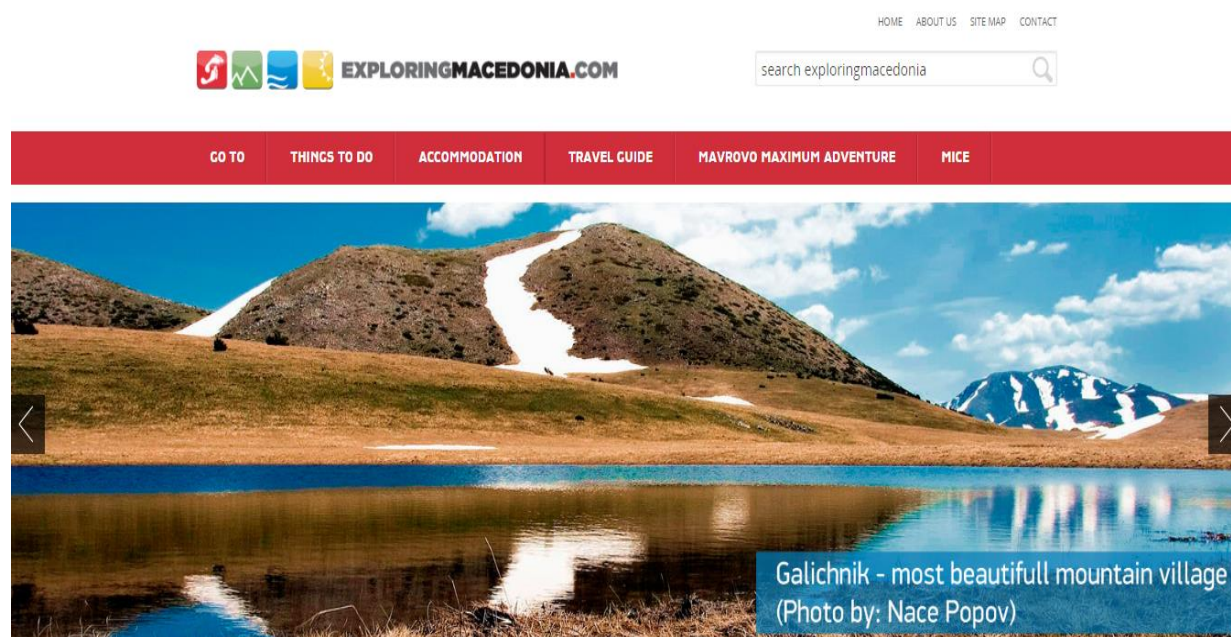 HOME ABOUT US SITE MAP CONTACT
EXPLORINGMACEDONIA.COM
search exploringmacedonia
GO TO THINGS TO DO ACCOMMODATION TRAVEL GUIDE MAVROVO MAXIMUM ADVENTURE MICE
Galichnik - most beautifull mountain village
(Photo by: Nace Popov)